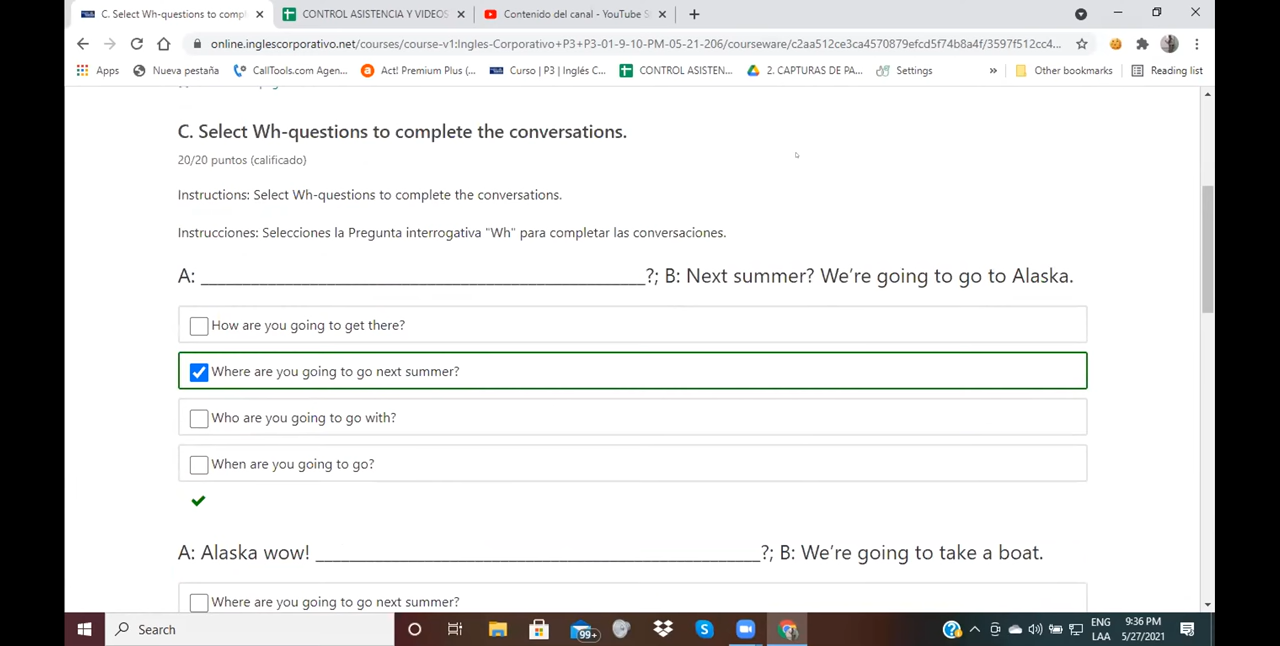 C. Select Wh-questions to comp
CONTROL ASISTENCIA Y VIDEOS
Contenido del canal - YouTube S
online.inglescorporativo.net/courses/course-v1:Ingles-Corporativo+P3+P3-01-9-10-PM-05-21-206/courseware/c2aa512ce3ca4570879efcd5f74b8a4f/3597f512cc4...
Apps Nueva pestaña CallTools.com Agen... Act! Premium Plus (... Curso | P3 | Inglés C... CONTROL ASISTEN... 2. CAPTURAS DE PA... Settings » Other bookmarks Reading list
C. Select Wh-questions to complete the conversations.
20/20 puntos (calificado)
Instructions: Select Wh-questions to complete the conversations.
Instrucciones: Selecciones la Pregunta interrogativa "Wh" para completar las conversaciones.
A: ______________________________________________?; B: Next summer? We're going to go to Alaska.
How are you going to get there?
Where are you going to go next summer?
Who are you going to go with?
When are you going to go?
A: Alaska wow! ______________________________________________?; B: We're going to take a boat.
Where are you going to go next summer?
Search
99+
ENG 9:36 PM
LAA 5/27/2021